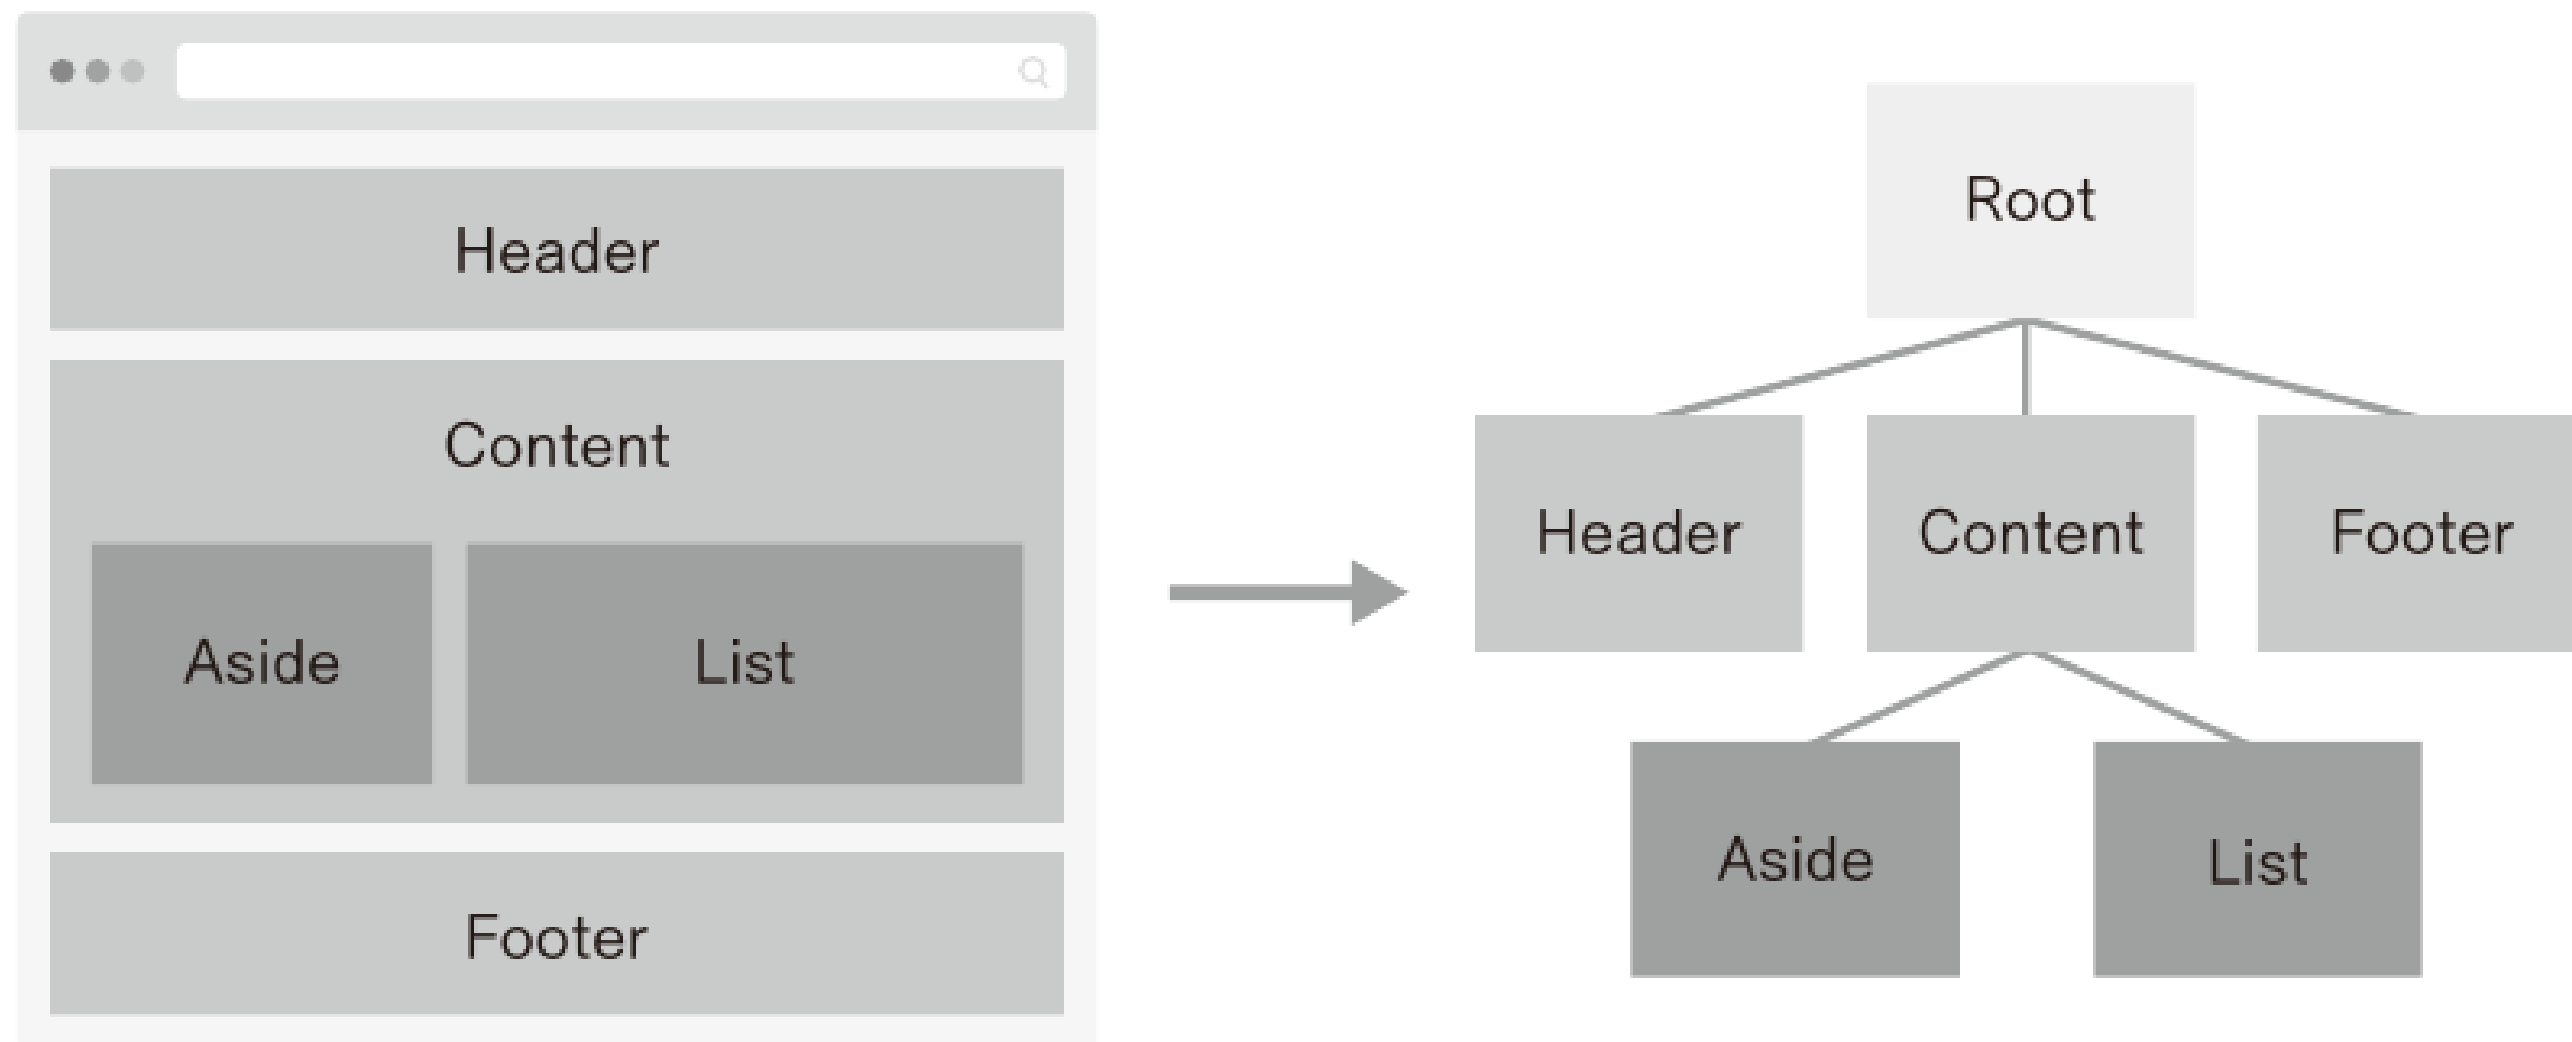 Header
Content
Aside
List
Footer
Root
Header
Content
Footer
Aside
List